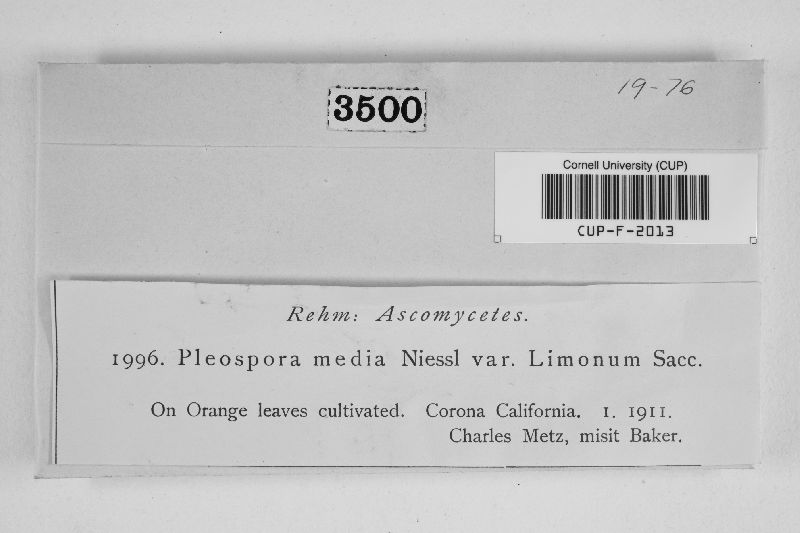 19-76
3500
Cornell University (CUP)
CUP-F-2013
Rehm: Ascomycetes.
1996. Pleospora media Niessl var. Limonum Sacc.
On Orange leaves cultivated. Corona California. 1. 1911.
Charles Metz, misit Baker.